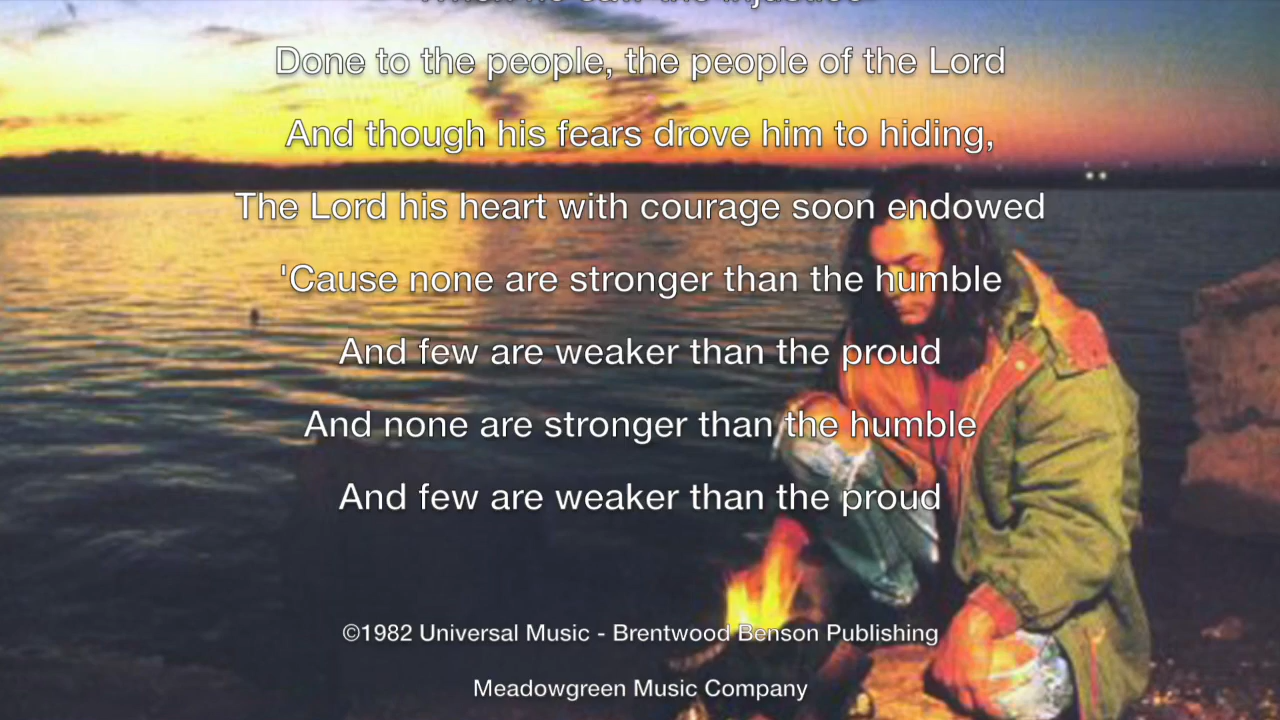 Done to the people, the people of the Lord
And though his fears drove him to hiding,
The Lord his heart with courage soon endowed
'Cause none are stronger than the humble
And few are weaker than the proud
And none are stronger than the humble
And few are weaker than the proud
©1982 Universal Music - Brentwood Benson Publishing
Meadowgreen Music Company